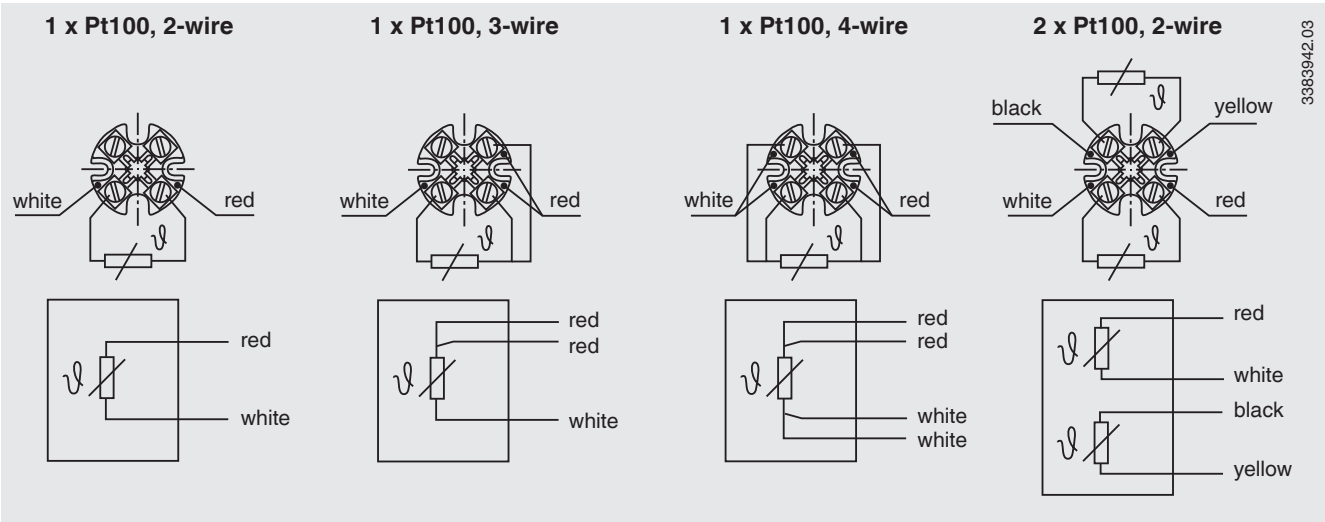 1 x Pt100, 2-wire
white
red
ϑ
ϑ
red
white
1 x Pt100, 3-wire
white
red
ϑ
ϑ
red
red
white
1 x Pt100, 4-wire
white
red
ϑ
ϑ
red
red
white
white
2 x Pt100, 2-wire
ϑ
black
yellow
white
red
ϑ
ϑ
red
white
ϑ
black
yellow
3383942.03